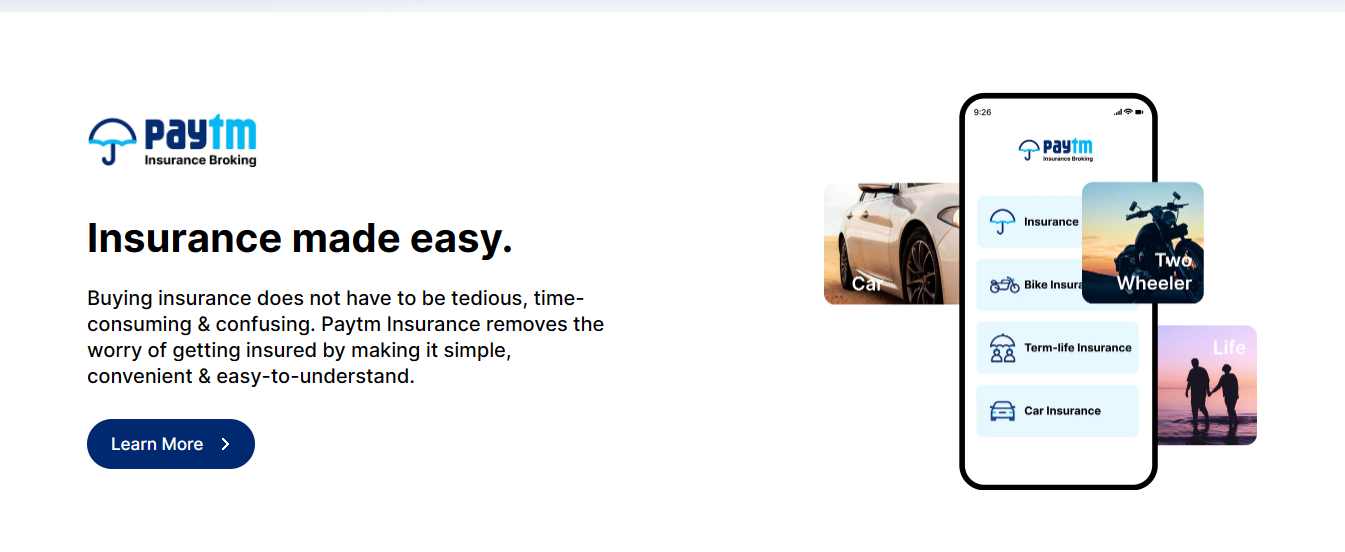 paytm
Insurance Broking
Insurance made easy.
Buying insurance does not have to be tedious, time-
consuming & confusing. Paytm Insurance removes the
worry of getting insured by making it simple,
convenient & easy-to-understand.
Learn More
9:26
paytm
Insurance Broking
Insurance
Bike Insura
Term-life Insurance
Car Insurance
Car
Two
Wheeler
Life